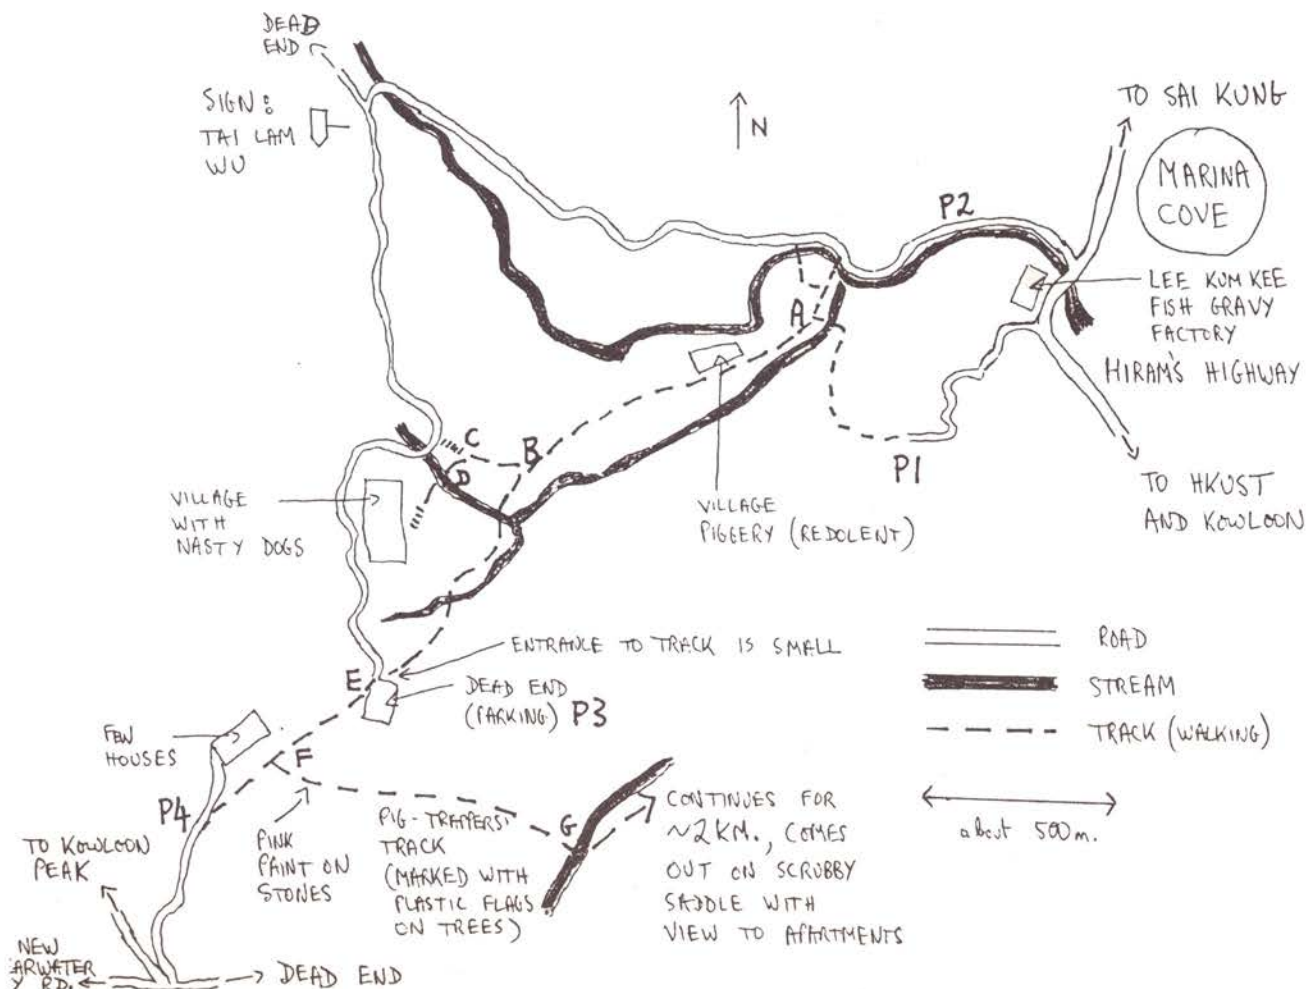 DEAD
END
SIGN:
TAI LAM
WU
N
TO SAI KUNG
MARINA
COVE
P2
LEE KUM KEE
FISH GRAVY
FACTORY
HIRAM'S HIGHWAY
A
P1
TO HKUST
AND KOWLOON
C
B
D
VILLAGE
WITH
NASTY DOGS
VILLAGE
PIGGERY (REDOLENT)
ENTRANCE TO TRACK IS SMALL
E
DEAD END
(PARKING) P3
ROAD
STREAM
TRACK (WALKING)
about 500m.
FEW
HOUSES
F
P4
PINK
PAINT ON
STONES
PIG-TRAPPERS'
TRACK
(MARKED WITH
PLASTIC FLAGS
ON TREES)
G
CONTINUES FOR
~2KM., COMES
OUT ON SCRUBBY
SADDLE WITH
VIEW TO APARTMENTS
TO KOWLOON
PEAK
NEW
ARWATER
Y RD.
DEAD END